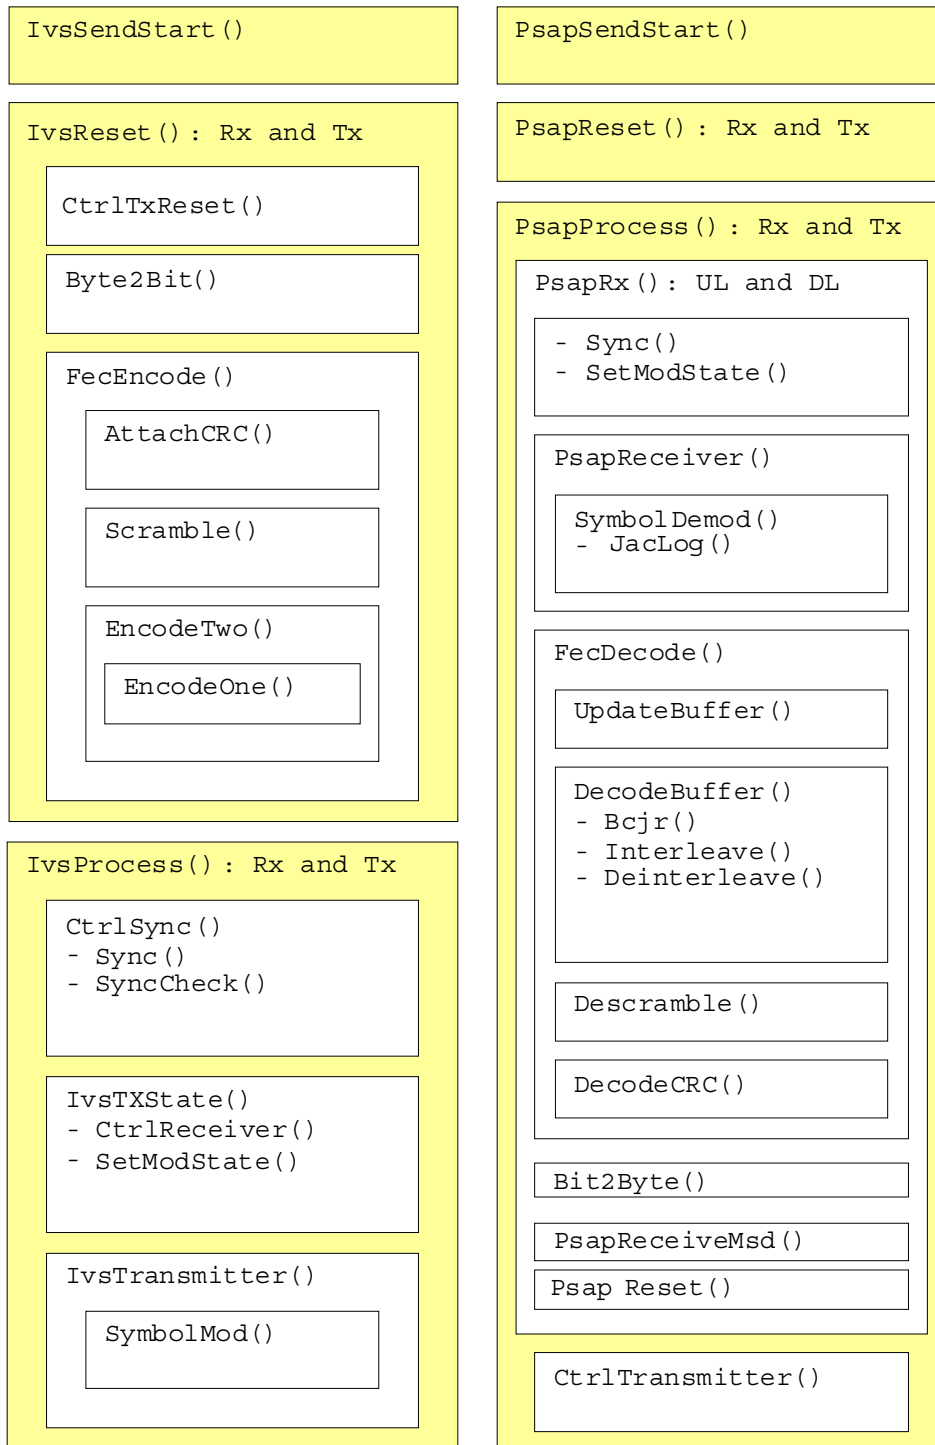 IvsSendStart()
IvsReset(): Rx and Tx
CtrlTxReset()
Byte2Bit()
FecEncode()
AttachCRC()
Scramble()
EncodeTwo()
EncodeOne()
IvsProcess(): Rx and Tx
CtrlSync()
- Sync()
- SyncCheck()
IvsTXState()
- CtrlReceiver()
- SetModState()
IvsTransmitter()
SymbolMod()
PsapSendStart()
PsapReset(): Rx and Tx
PsapProcess(): Rx and Tx
PsapRx(): UL and DL
- Sync()
- SetModState()
PsapReceiver()
SymbolDemod()
- JacLog()
FecDecode()
UpdateBuffer()
DecodeBuffer()
- Bcjr()
- Interleave()
- Deinterleave()
Descramble()
DecodeCRC()
Bit2Byte()
PsapReceiveMsd()
Psap Reset()
CtrlTransmitter()